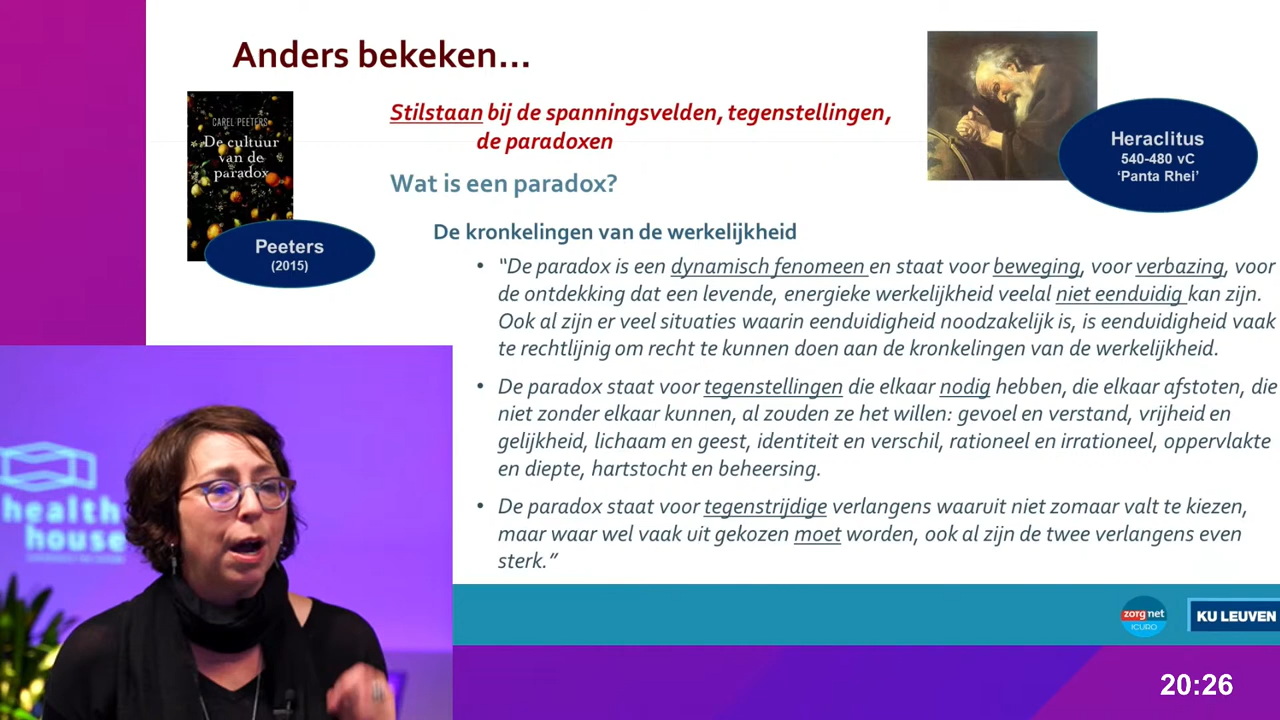 Anders bekeken...
CAREL PEETERS
De cultuur
van de
paradox
Peeters
(2015)
Stilstaan bij de spanningsvelden, tegenstellingen,
de paradoxen
Heraclitus
540-480 vC
‘Panta Rhei’
Wat is een paradox?
De kronkelingen van de werkelijkheid
• “De paradox is een dynamisch fenomeen en staat voor beweging, voor verbazing, voor
de ontdekking dat een levende, energieke werkelijkheid veelal niet eenduidig kan zijn.
Ook al zijn er veel situaties waarin eenduidigheid noodzakelijk is, is eenduidigheid vaak
te rechtlijnig om recht te kunnen doen aan de kronkelingen van de werkelijkheid.
• De paradox staat voor tegenstellingen die elkaar nodig hebben, die elkaar afstoten, die
niet zonder elkaar kunnen, al zouden ze het willen: gevoel en verstand, vrijheid en
gelijkheid, lichaam en geest, identiteit en verschil, rationeel en irrationeel, oppervlakte
en diepte, hartstocht en beheersing.
• De paradox staat voor tegenstrijdige verlangens waaruit niet zomaar valt te kiezen,
maar waar wel vaak uit gekozen moet worden, ook al zijn de twee verlangens even
sterk.”
health
house
zorgnet
ICURO
KU LEUVEN
20:26